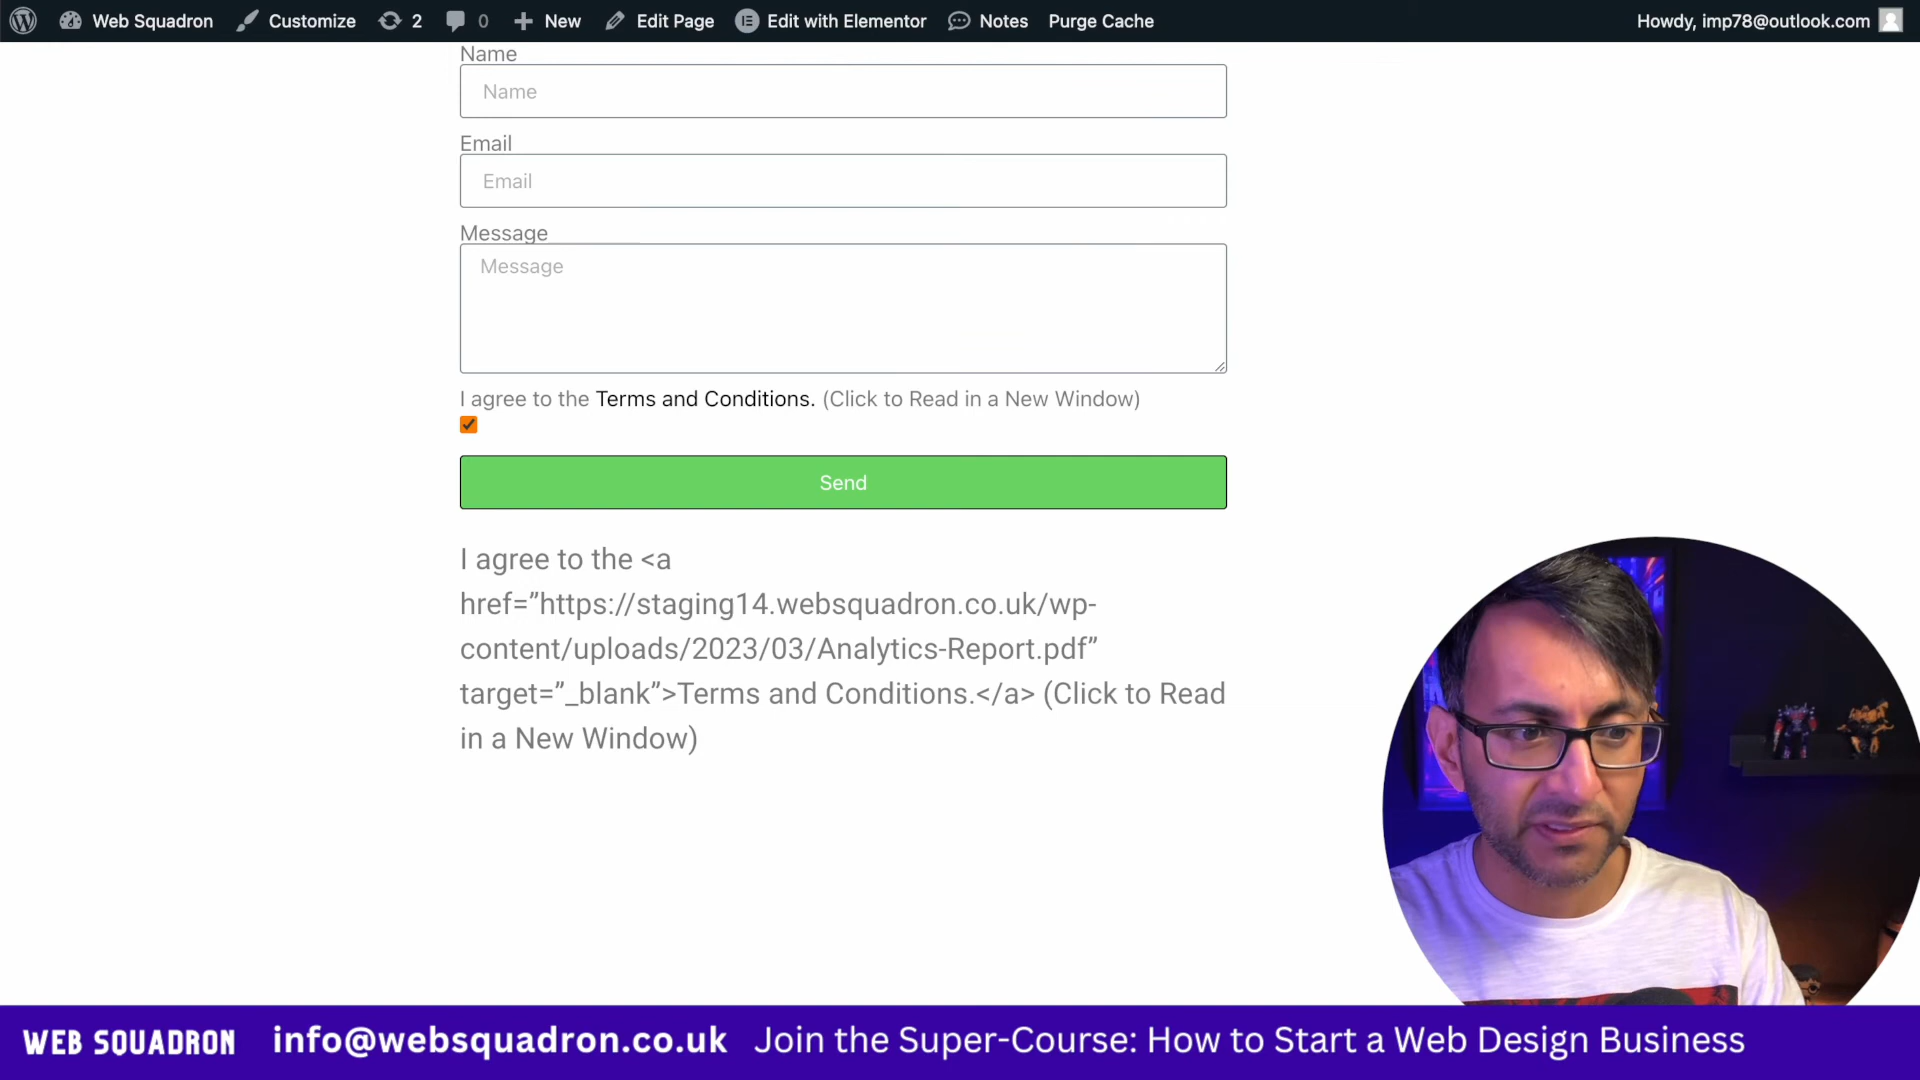 Web Squadron Customize 2 0 New Edit Page Edit with Elementor Notes Purge Cache Howdy, imp78@outlook.com
Name
Name
Email
Email
Message
Message
I agree to the Terms and Conditions. (Click to Read in a New Window)
Send
I agree to the <a
href=”https://staging14.websquadron.co.uk/wp-
content/uploads/2023/03/Analytics-Report.pdf”
target=”_blank”>Terms and Conditions.</a> (Click to Read
in a New Window)
WEB SQUADRON info@websquadron.co.uk Join the Super-Course: How to Start a Web Design Business